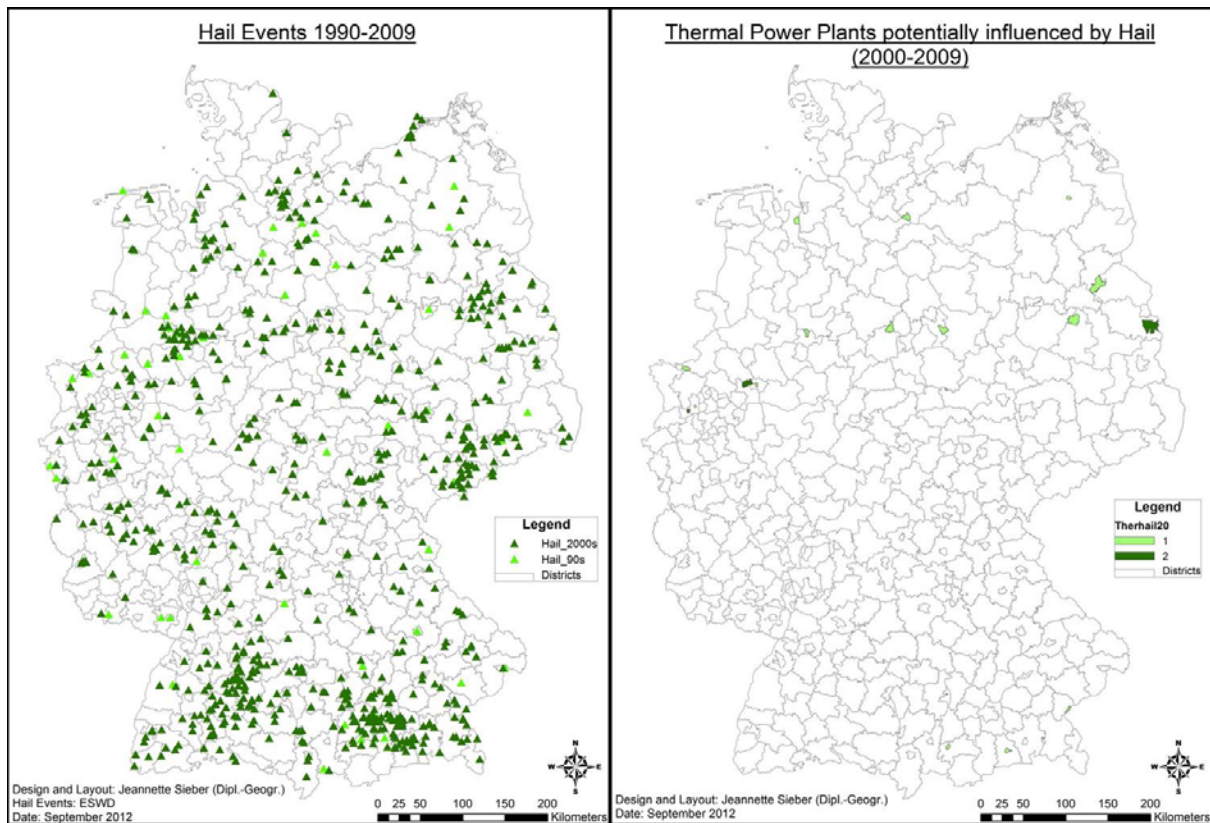 Hail Events 1990-2009
Legend
Hail_2000s
Hail_90s
Districts
N
W E
S
Design and Layout: Jeannette Sieber (Dipl.-Geogr.)
Hail Events: ESWD
Date: September 2012
0 25 50 100 150 200
Kilometers
Thermal Power Plants potentially influenced by Hail
(2000-2009)
Legend
Therhail20
1
2
Districts
N
W E
S
Design and Layout: Jeannette Sieber (Dipl.-Geogr.)
Date: September 2012
0 25 50 100 150 200
Kilometers